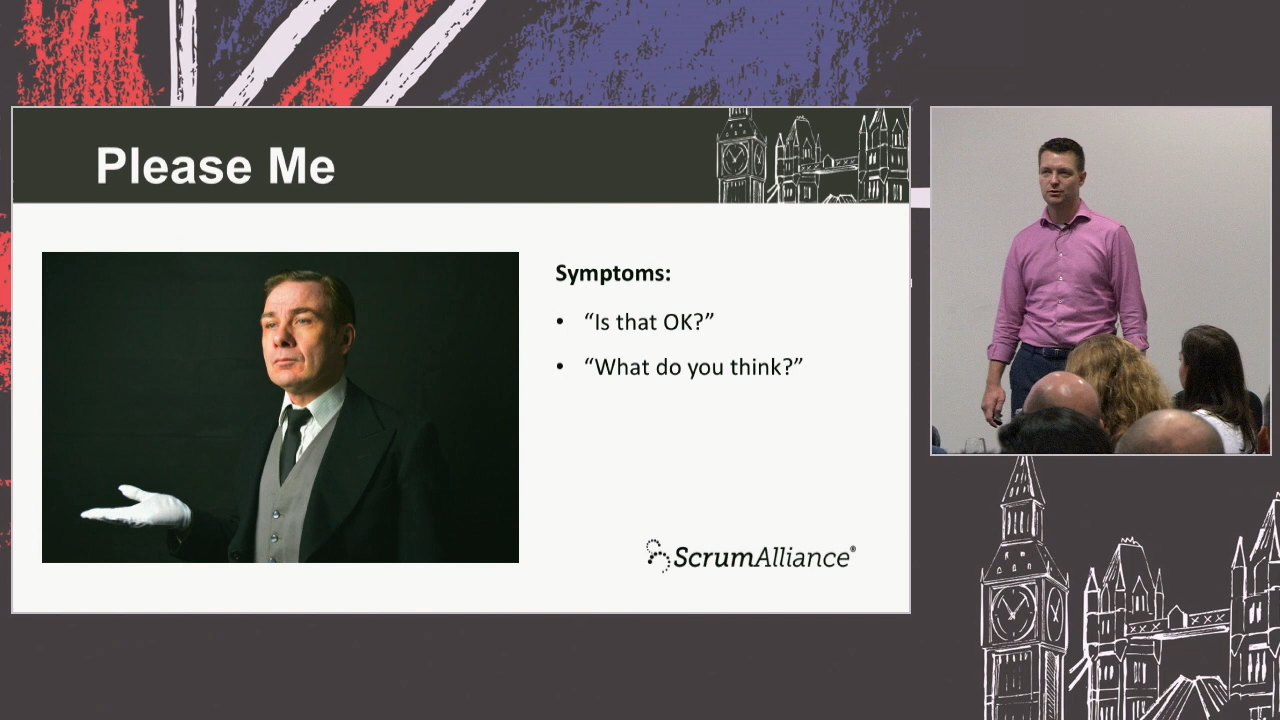 Please Me
Symptoms:
• “Is that OK?”
• “What do you think?”
ScrumAlliance®